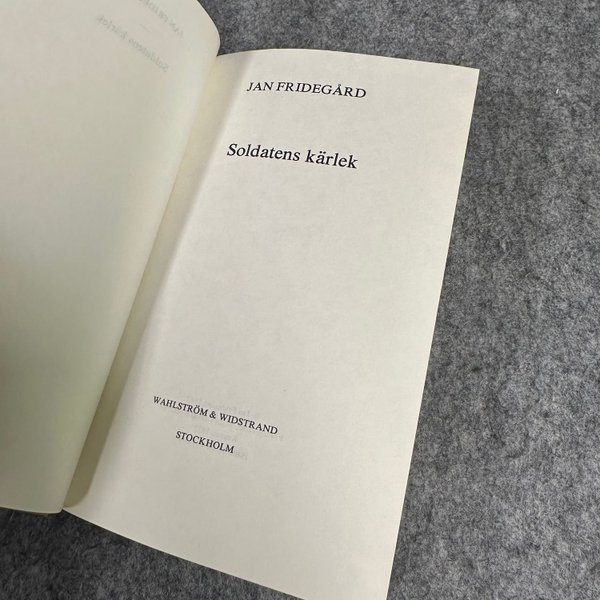 JAN FRIDEGÅRD
Soldatens kärlek
WAHLSTRÖM & WIDSTRAND
STOCKHOLM